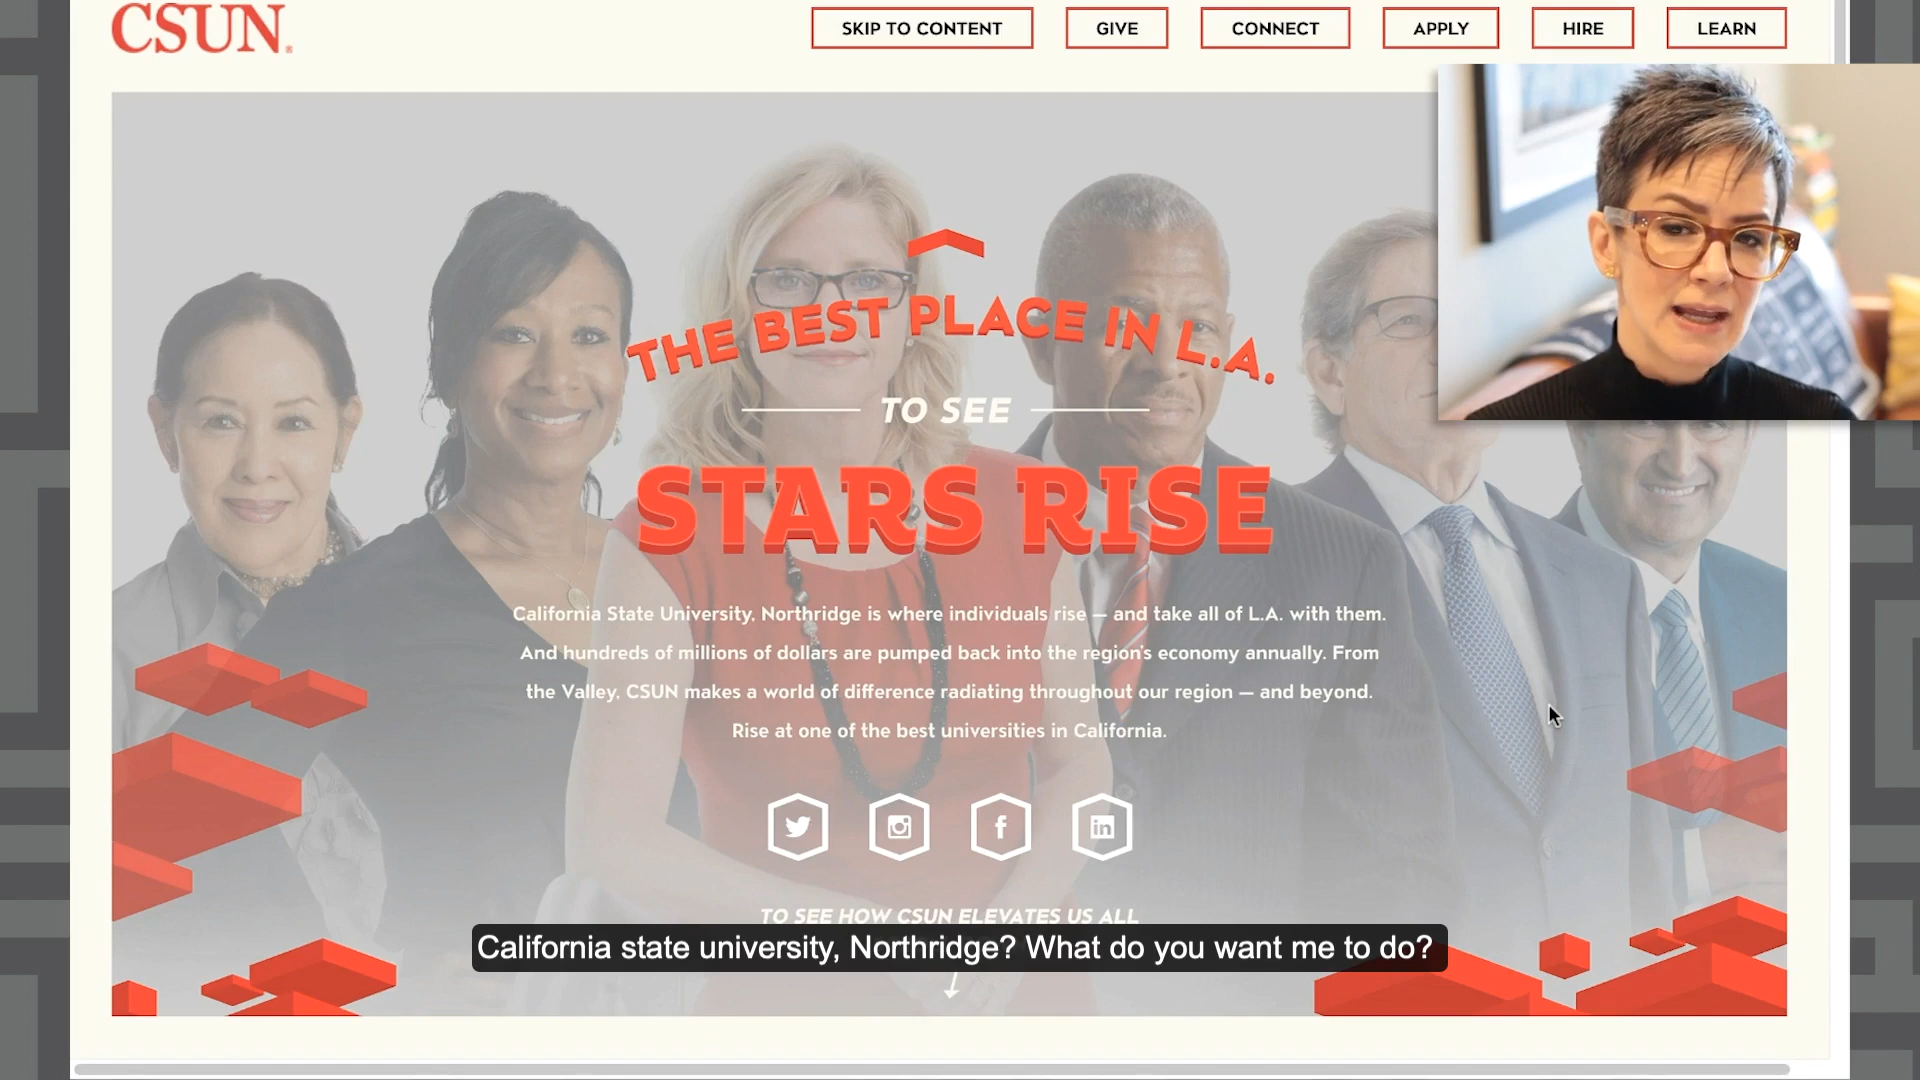 CSUN
SKIP TO CONTENT
GIVE
CONNECT
APPLY
HIRE
LEARN
THE BEST PLACE IN L.A.
TO SEE
STARS RISE
California State University, Northridge is where individuals rise — and take all of L.A. with them.
And hundreds of millions of dollars are pumped back into the region's economy annually. From
the Valley, CSUN makes a world of difference radiating throughout our region — and beyond.
Rise at one of the best universities in California.
TO SEE HOW CSUN ELEVATES US ALL
California state university, Northridge? What do you want me to do?